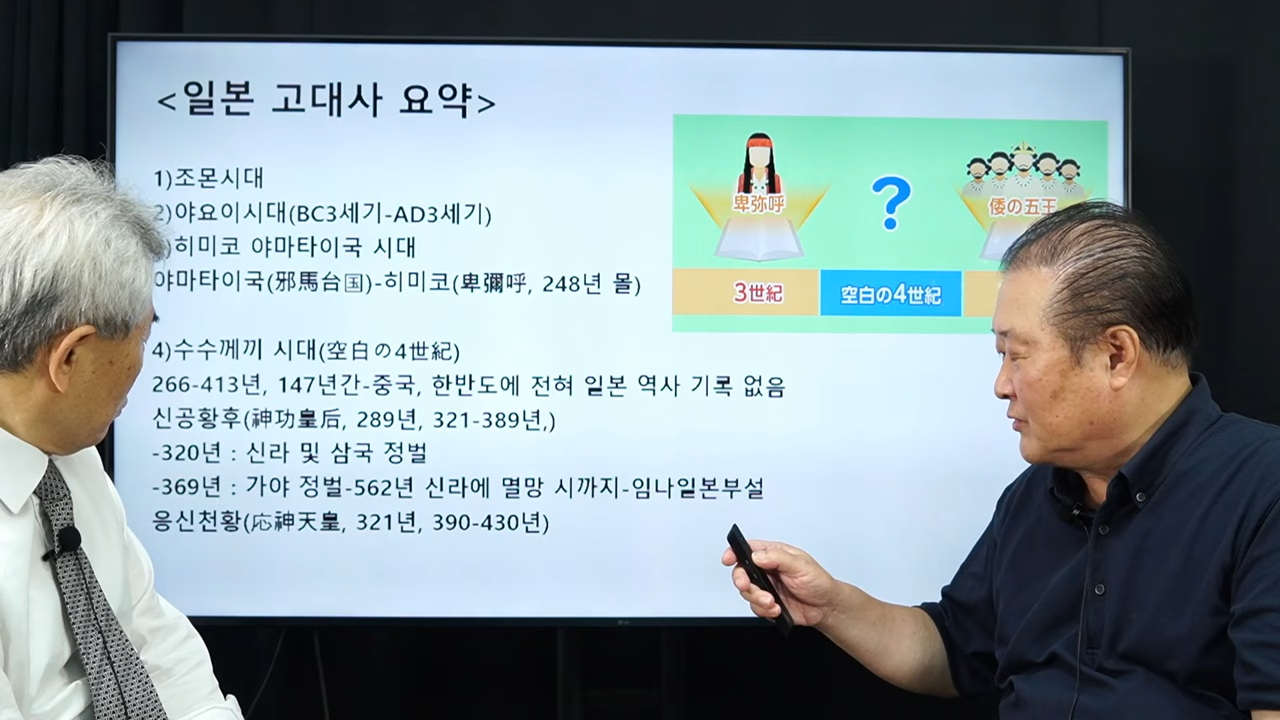 <일본 고대사 요약>
1)조몬시대
2)야요이시대(BC3세기-AD3세기)
)히미코 야마타이국 시대
야마타이국(邪馬台国)-히미코(卑彌呼, 248년 몰)
4)수수께끼 시대(空白の4世紀)
266-413년, 147년간-중국, 한반도에 전혀 일본 역사 기록 없음
신공황후(神功皇后, 289년, 321-389년,)
-320년 : 신라 및 삼국 정벌
-369년 : 가야 정벌-562년 신라에 멸망 시까지-임나일본부설
응신천황(応神天皇, 321년, 390-430년)
卑弥呼
?
倭の五王
3世紀
空白の4世紀
LG